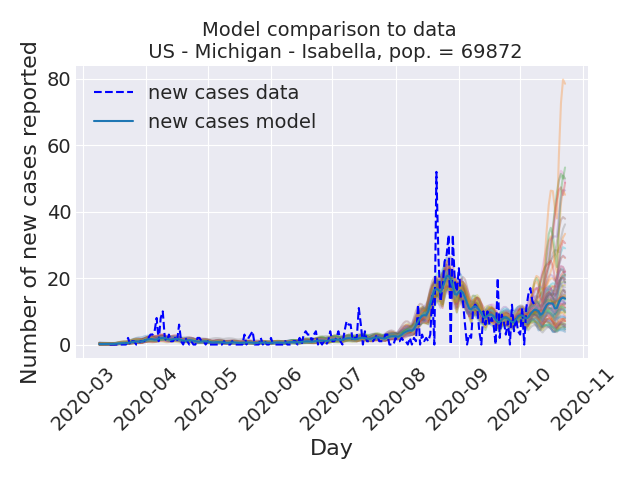 Model comparison to data
US - Michigan - Isabella, pop. = 69872
Number of new cases reported
80
60
40
20
0
new cases data
new cases model
2020-03
2020-04
2020-05
2020-06
2020-07
2020-08
2020-09
2020-10
2020-11
Day